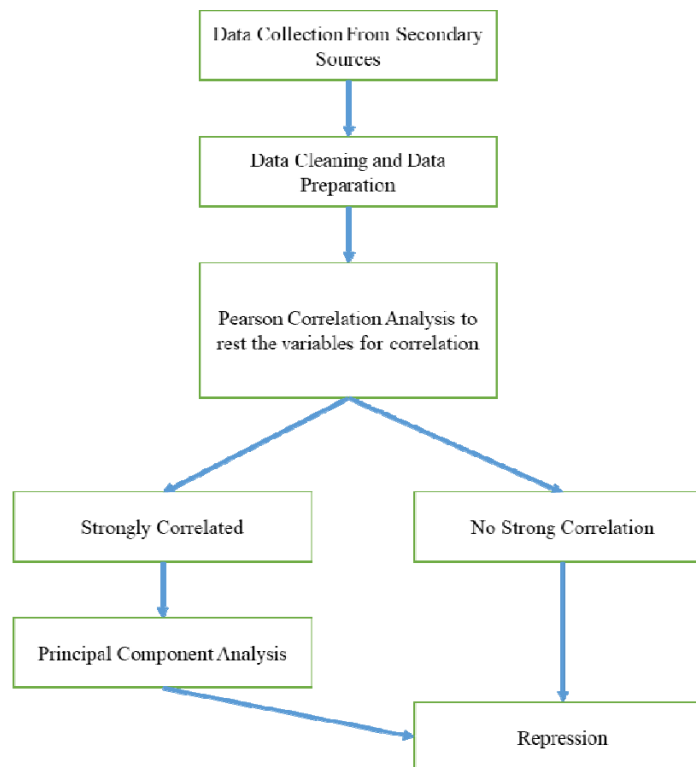 Data Collection From Secondary
Sources
Data Cleaning and Data
Preparation
Pearson Correlation Analysis to
rest the variables for correlation
Strongly Correlated
No Strong Correlation
Principal Component Analysis
Repression